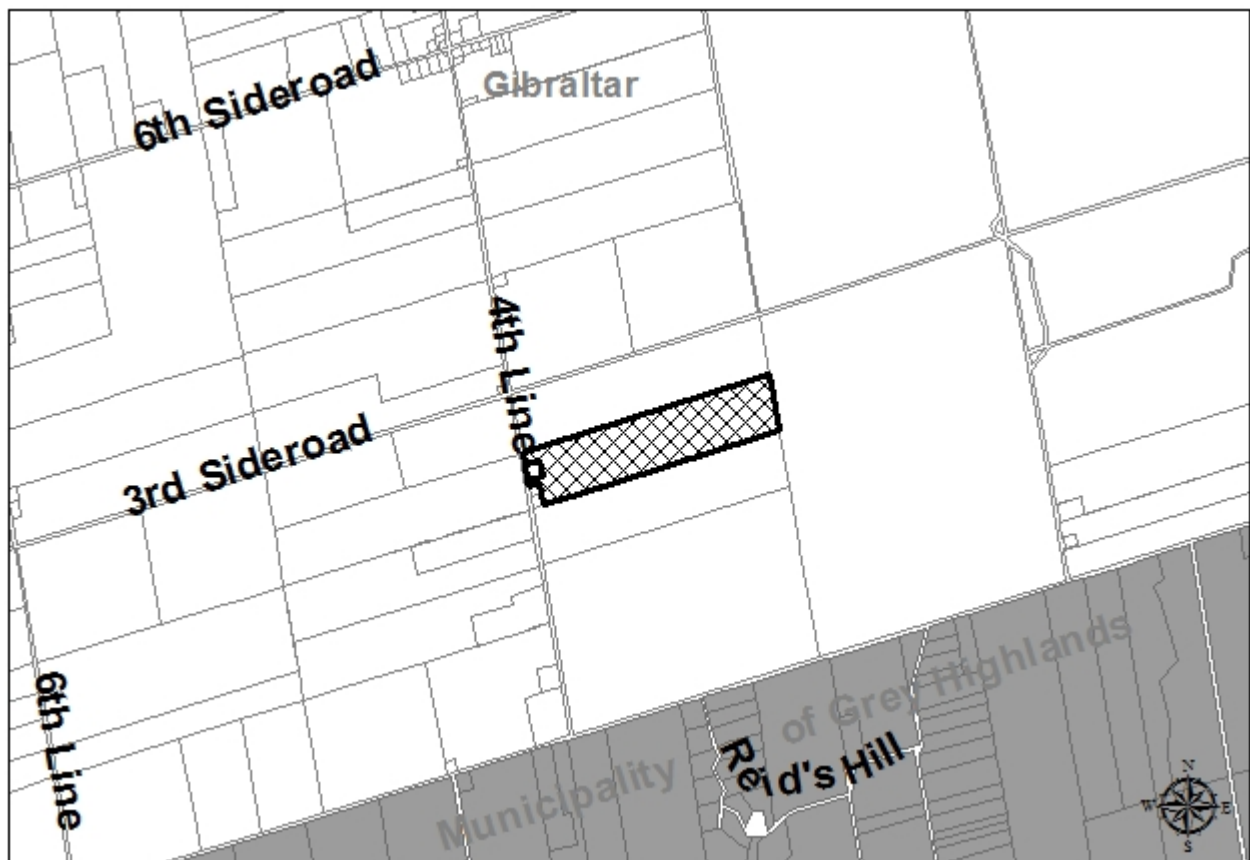 6th Sideroad
Gibraltar
4th Line
3rd Sideroad
6th Line
Municipality of Grey Highlands
Reid's Hill
N
W E
S